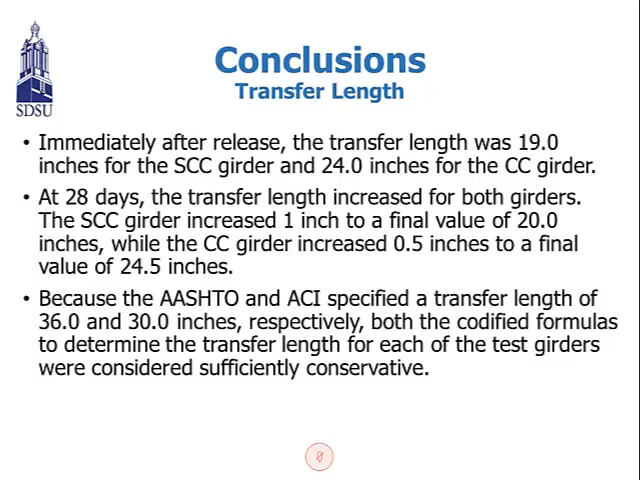 SDSU
Conclusions
Transfer Length
• Immediately after release, the transfer length was 19.0
inches for the SCC girder and 24.0 inches for the CC girder.
• At 28 days, the transfer length increased for both girders.
The SCC girder increased 1 inch to a final value of 20.0
inches, while the CC girder increased 0.5 inches to a final
value of 24.5 inches.
• Because the AASHTO and ACI specified a transfer length of
36.0 and 30.0 inches, respectively, both the codified formulas
to determine the transfer length for each of the test girders
were considered sufficiently conservative.